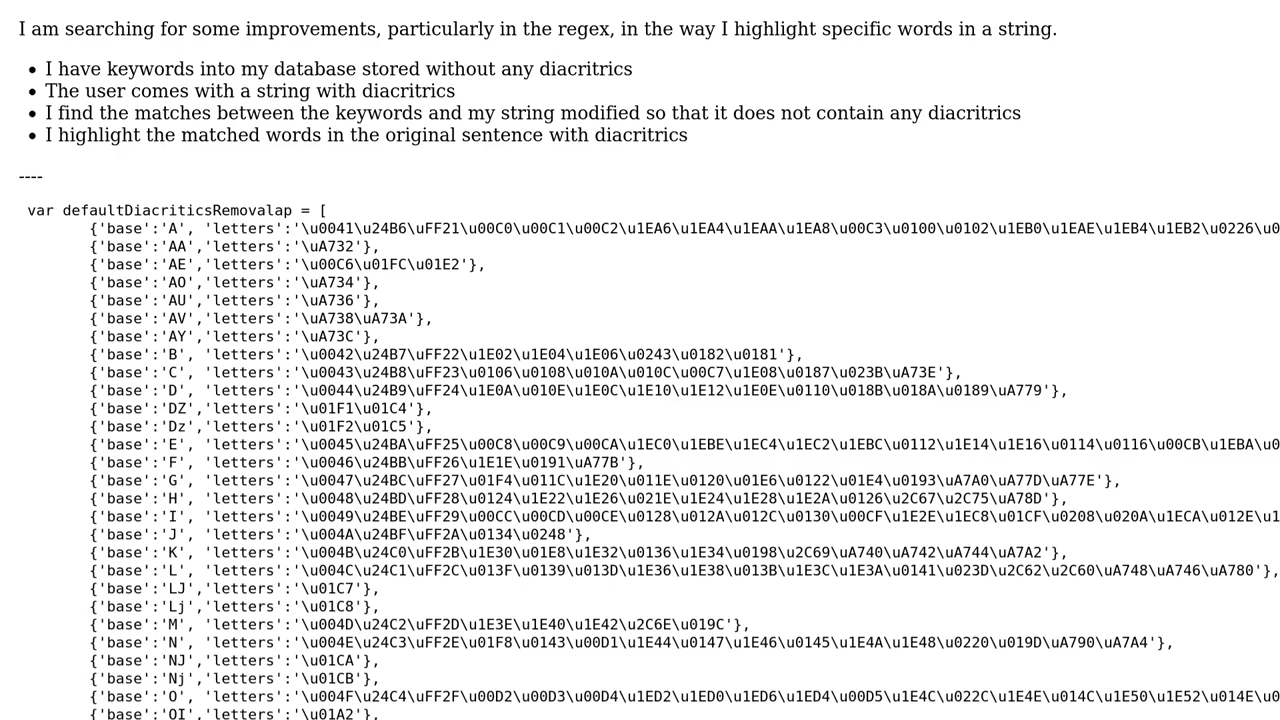 I am searching for some improvements, particularly in the regex, in the way I highlight specific words in a string.
• I have keywords into my database stored without any diacritrics
• The user comes with a string with diacritrics
• I find the matches between the keywords and my string modified so that it does not contain any diacritrics
• I highlight the matched words in the original sentence with diacritrics
----
var defaultDiacriticsRemovalap = [
{'base':'A', 'letters':'\u0041\u24B6\uFF21\u00C0\u00C1\u00C2\u1EA6\u1EA4\u1EAA\u1EA8\u00C3\u0100\u0102\u1EB0\u1EAE\u1EB4\u1EB2\u0226\u0
{'base':'AA','letters':'\uA732'},
{'base':'AE','letters':'\u00C6\u01FC\u01E2'},
{'base':'AO','letters':'\uA734'},
{'base':'AU','letters':'\uA736'},
{'base':'AV','letters':'\uA738\uA73A'},
{'base':'AY','letters':'\uA73C'},
{'base':'B', 'letters':'\u0042\u24B7\uFF22\u1E02\u1E04\u1E06\u0243\u0182\u0181'},
{'base':'C', 'letters':'\u0043\u24B8\uFF23\u0106\u0108\u010A\u010C\u00C7\u1E08\u0187\u023B\uA73E'},
{'base':'D', 'letters':'\u0044\u24B9\uFF24\u1E0A\u010E\u1E0C\u1E10\u1E12\u1E0E\u0110\u018B\u018A\u0189\uA779'},
{'base':'DZ','letters':'\u01F1\u01C4'},
{'base':'Dz','letters':'\u01F2\u01C5'},
{'base':'E', 'letters':'\u0045\u24BA\uFF25\u00C8\u00C9\u00CA\u1EC0\u1EBE\u1EC4\u1EC2\u1EBC\u0112\u1E14\u1E16\u0114\u0116\u00CB\u1EBA\u0
{'base':'F', 'letters':'\u0046\u24BB\uFF26\u1E1E\u0191\uA77B'},
{'base':'G', 'letters':'\u0047\u24BC\uFF27\u01F4\u011C\u1E20\u011E\u0120\u01E6\u0122\u01E4\u0193\uA7A0\uA77D\uA77E'},
{'base':'H', 'letters':'\u0048\u24BD\uFF28\u0124\u1E22\u1E26\u021E\u1E24\u1E28\u1E2A\u0126\u2C67\u2C75\uA78D'},
{'base':'I', 'letters':'\u0049\u24BE\uFF29\u00CC\u00CD\u00CE\u0128\u012A\u012C\u0130\u00CF\u1E2E\u1EC8\u01CF\u0208\u020A\u1ECA\u012E\u1
{'base':'J', 'letters':'\u004A\u24BF\uFF2A\u0134\u0248'},
{'base':'K', 'letters':'\u004B\u24C0\uFF2B\u1E30\u01E8\u1E32\u0136\u1E34\u0198\u2C69\uA740\uA742\uA744\uA7A2'},
{'base':'L', 'letters':'\u004C\u24C1\uFF2C\u013F\u0139\u013D\u1E36\u1E38\u013B\u1E3C\u1E3A\u0141\u023D\u2C62\u2C60\uA748\uA746\uA780'},
{'base':'LJ','letters':'\u01C7'},
{'base':'Lj','letters':'\u01C8'},
{'base':'M', 'letters':'\u004D\u24C2\uFF2D\u1E3E\u1E40\u1E42\u2C6E\u019C'},
{'base':'N', 'letters':'\u004E\u24C3\uFF2E\u01F8\u0143\u00D1\u1E44\u0147\u1E46\u0145\u1E4A\u1E48\u0220\u019D\uA790\uA7A4'},
{'base':'NJ','letters':'\u01CA'},
{'base':'Nj','letters':'\u01CB'},
{'base':'O', 'letters':'\u004F\u24C4\uFF2F\u00D2\u00D3\u00D4\u1ED2\u1ED0\u1ED6\u1ED4\u00D5\u1E4C\u022C\u1E4E\u014C\u1E50\u1E52\u014E\u0
{'base':'OI','letters':'\u01A2'},